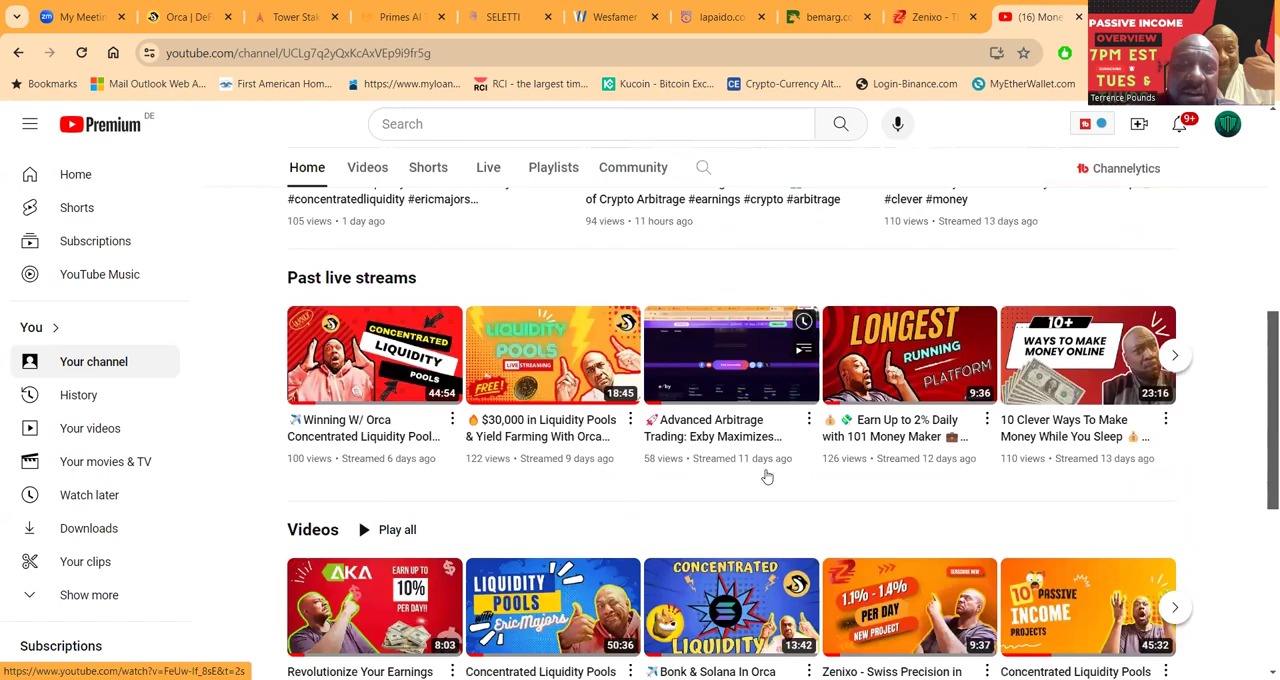 My Meetin
Orca | DeF
Tower Stak
Primes AI T
SELETTI
Wesfamer
lapaido.co
bemarg.co
Zenixo - T
(16) Mone
youtube.com/channel/UCLg7q2yQxKcAxVEp9i9fr5g
Bookmarks
Mail Outlook Web A...
First American Hom...
https://www.myloan...
RCI - the largest tim...
Kucoin - Bitcoin Exc...
Crypto-Currency Alt...
Login-Binance.com
MyEtherWallet.com
PASSIVE INCOME
OVERVIEW
7PM EST
TUES &
Terrence Pounds
Premium
DE
Search
9+
Home
Videos
Shorts
Live
Playlists
Community
Channelytics
Home
Shorts
Subscriptions
YouTube Music
You
Your channel
History
Your videos
Your movies & TV
Watch later
Downloads
Your clips
Show more
Subscriptions
#concentratedliquidity #ericmajors...
105 views • 1 day ago
of Crypto Arbitrage #earnings #crypto #arbitrage
94 views • 11 hours ago
#clever #money
110 views • Streamed 13 days ago
Past live streams
CONCENTRATED
LIQUIDITY
POOLS
44:54
LIQUIDITY
POOLS
LIVE STREAMING
FREE!
18:45
LONGEST
RUNNING
PLATFORM
9:36
10+
WAYS TO MAKE
MONEY ONLINE
23:16
✈️Winning W/ Orca
Concentrated Liquidity Pool...
100 views • Streamed 6 days ago
🔥 $30,000 in Liquidity Pools
& Yield Farming With Orca...
122 views • Streamed 9 days ago
🚀Advanced Arbitrage
Trading: Exby Maximizes...
58 views • Streamed 11 days ago
💰 💸 Earn Up to 2% Daily
with 101 Money Maker 💼...
126 views • Streamed 12 days ago
10 Clever Ways To Make
Money While You Sleep 💰...
110 views • Streamed 13 days ago
Videos
Play all
AKA
EARN UP TO
10%
PER DAY!!
8:03
LIQUIDITY
POOLS
WITH
Eric Majors
50:36
CONCENTRATED
LIQUIDITY
13:42
1.1% - 1.4%
PER DAY
NEW PROJECT
SUBSCRIBE NOW
9:37
10 PASSIVE
INCOME
PROJECTS
45:32
Revolutionize Your Earnings
Concentrated Liquidity Pools
✈️Bonk & Solana In Orca
Zenixo - Swiss Precision in
Concentrated Liquidity Pools
https://www.youtube.com/watch?v=FeUw-lf_8sE&t=2s